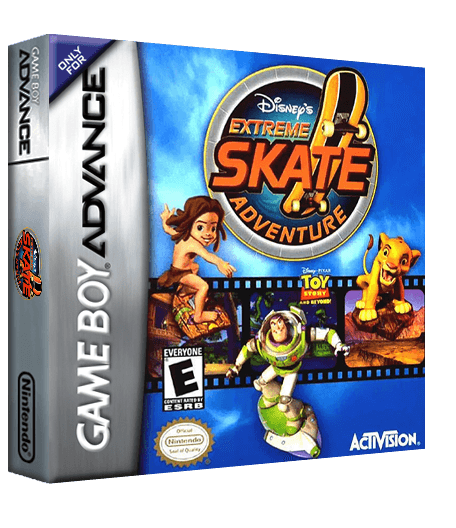 GAME BOY
ADVANCE
SKATE
Nintendo
ONLY
FOR
GAME BOY ADVANCE
Disney's
EXTREME
SKATE
ADVENTURE
Disney · PIXAR
TOY
STORY
AND BEYOND!
EVERYONE
E
CONTENT RATED BY
ESRB
Official
Nintendo
Seal of Quality
ACTIVISION.